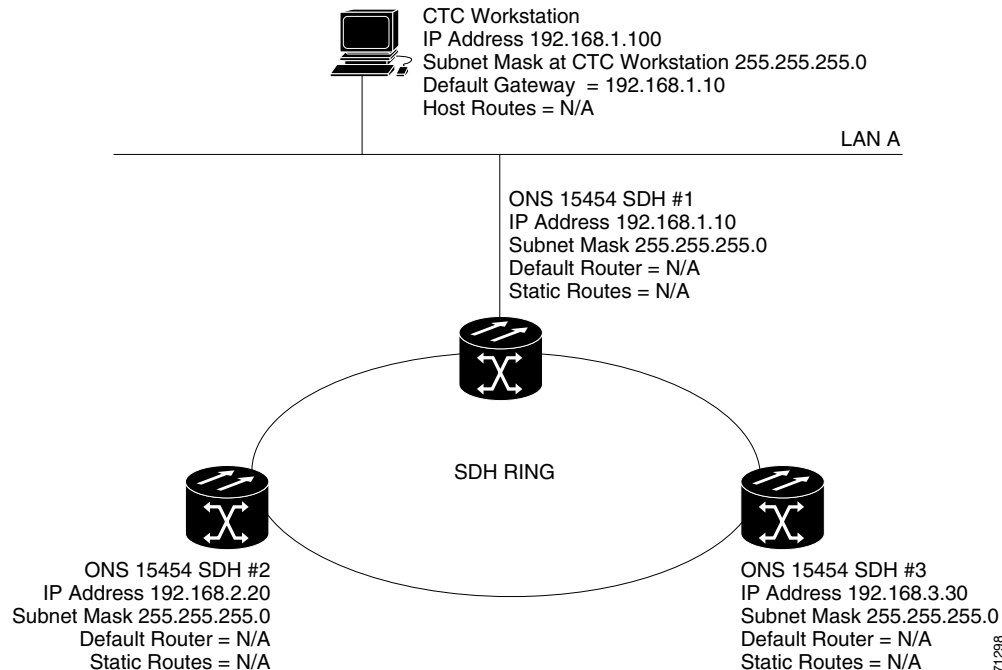 CTC Workstation
IP Address 192.168.1.100
Subnet Mask at CTC Workstation 255.255.255.0
Default Gateway = 192.168.1.10
Host Routes = N/A
LAN A
ONS 15454 SDH #1
IP Address 192.168.1.10
Subnet Mask 255.255.255.0
Default Router = N/A
Static Routes = N/A
SDH RING
ONS 15454 SDH #2
IP Address 192.168.2.20
Subnet Mask 255.255.255.0
Default Router = N/A
Static Routes = N/A
ONS 15454 SDH #3
IP Address 192.168.3.30
Subnet Mask 255.255.255.0
Default Router = N/A
Static Routes = N/A
71298